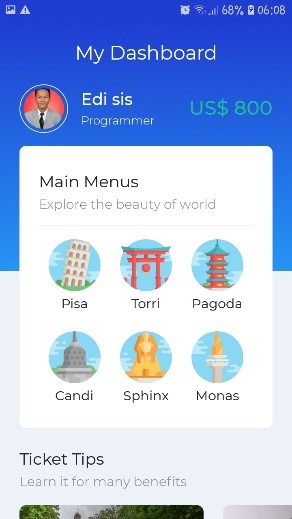 68% 06:08
My Dashboard
Edi sis
Programmer
US$ 800
Main Menus
Explore the beauty of world
Pisa
Torri
Pagoda
Candi
Sphinx
Monas
Ticket Tips
Learn it for many benefits